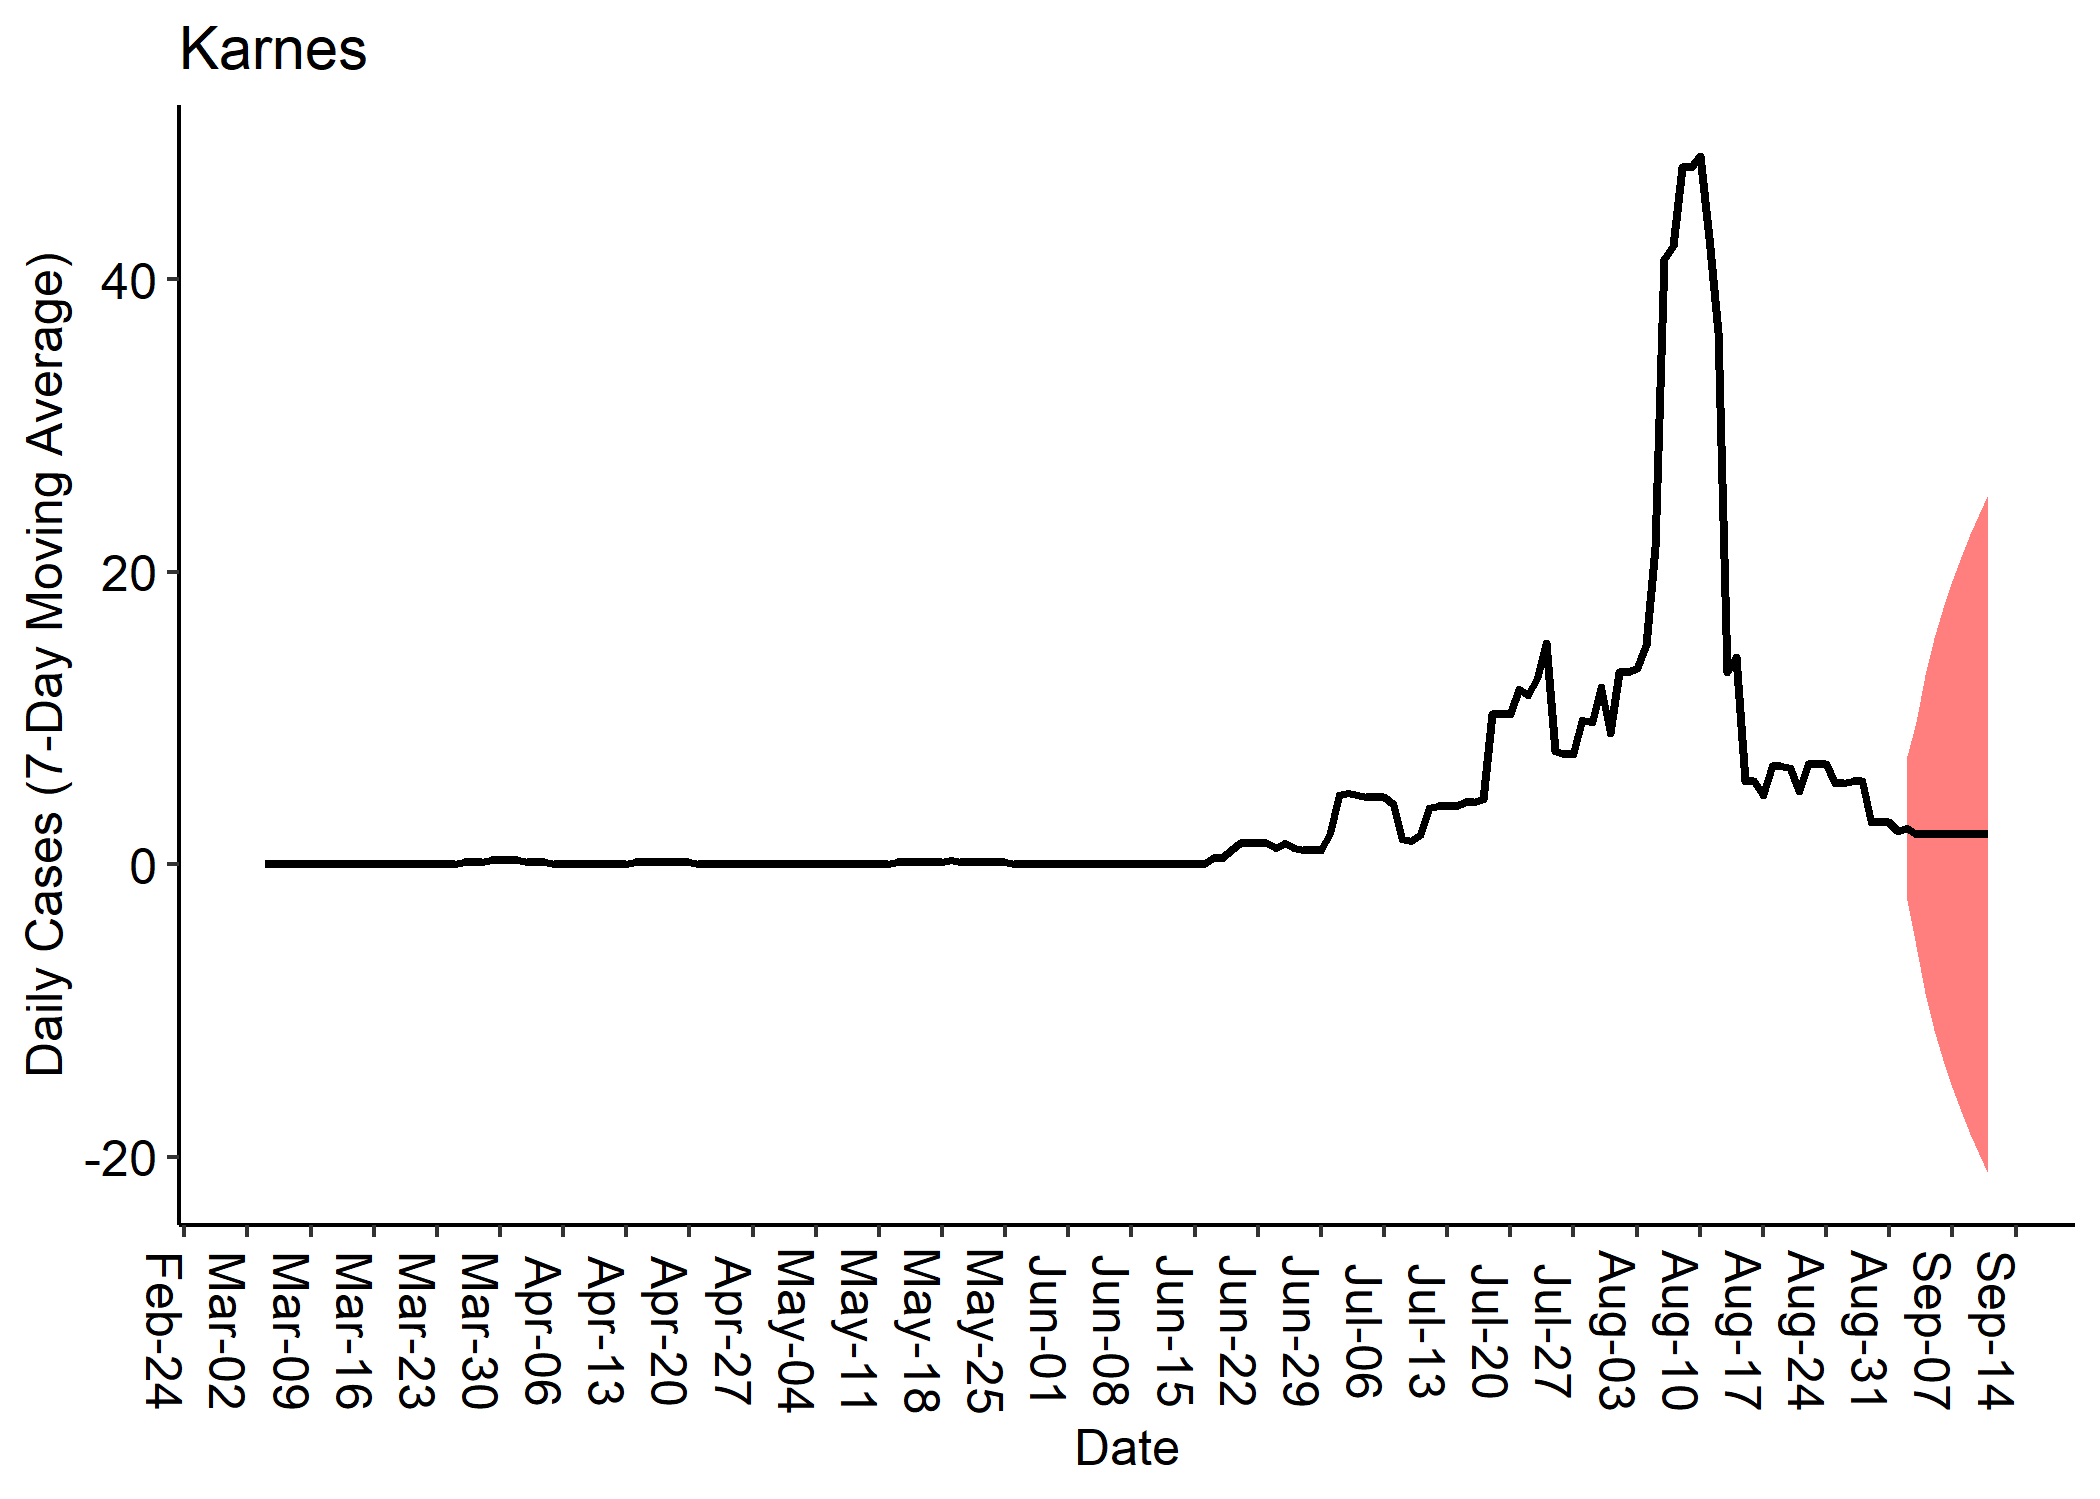 Karnes
Daily Cases (7-Day Moving Average)
40
20
0
-20
Feb-24
Mar-02
Mar-09
Mar-16
Mar-23
Mar-30
Apr-06
Apr-13
Apr-20
Apr-27
May-04
May-11
May-18
May-25
Jun-01
Jun-08
Jun-15
Jun-22
Jun-29
Jul-06
Jul-13
Jul-20
Jul-27
Aug-03
Aug-10
Aug-17
Aug-24
Aug-31
Sep-07
Sep-14
Date